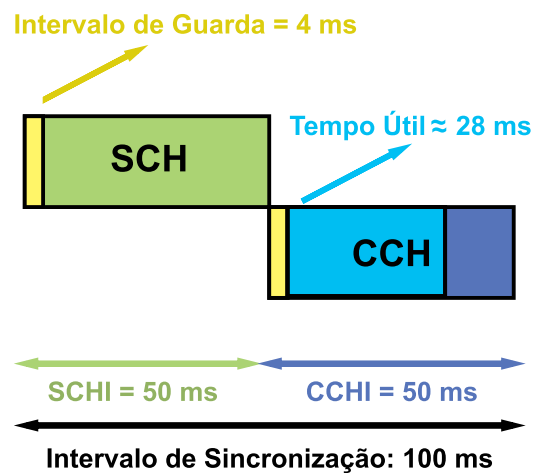 Intervalo de Guarda = 4 ms
Tempo Útil ≈ 28 ms
SCH
CCH
SCHI = 50 ms
CCHI = 50 ms
Intervalo de Sincronização: 100 ms